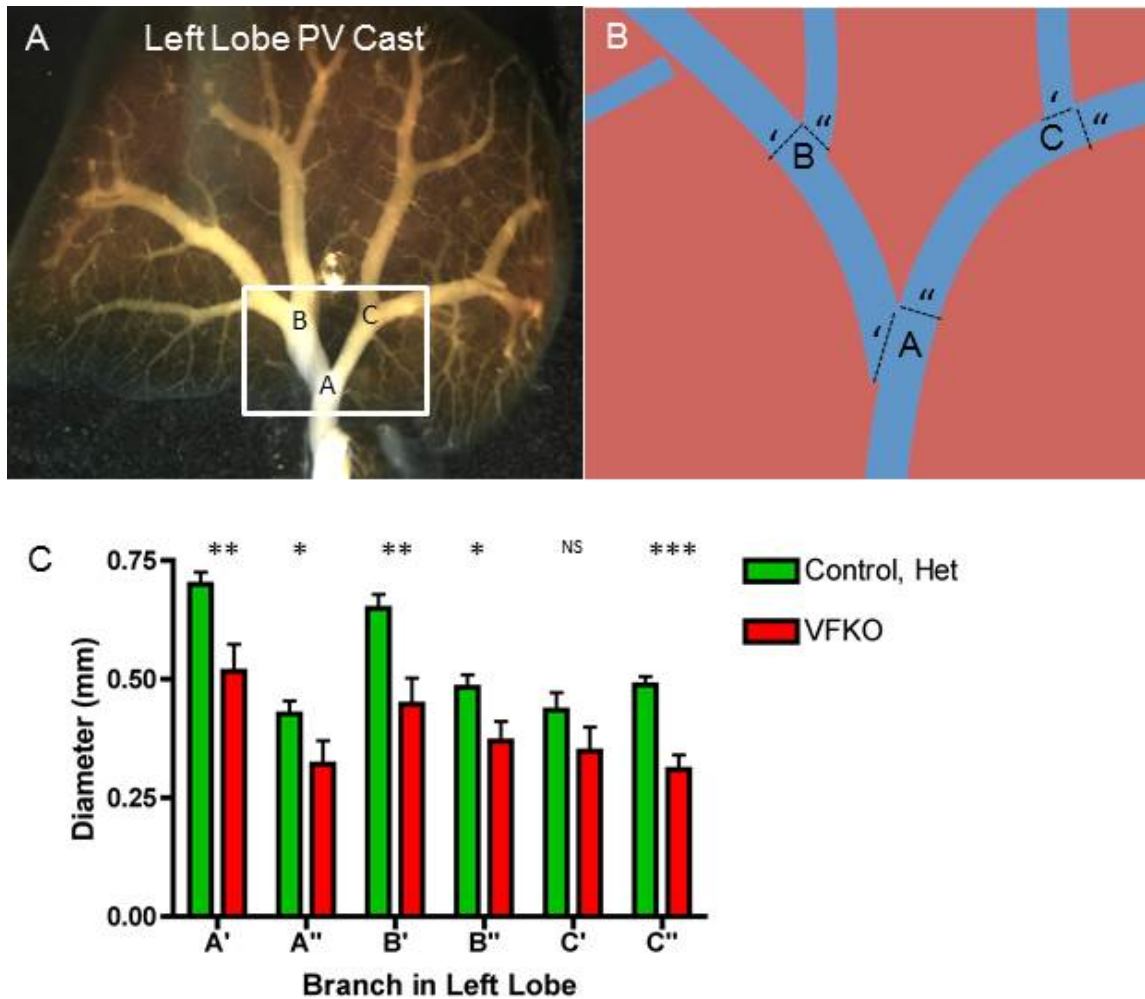 A
Left Lobe PV Cast
B
C
A
B
‘
“
B
‘
C
“
‘
“
A
C
**
*
**
*
NS
***
Control, Het
VFKO
Diameter (mm)
0.75
0.50
0.25
0.00
A' A" B' B" C' C"
Branch in Left Lobe